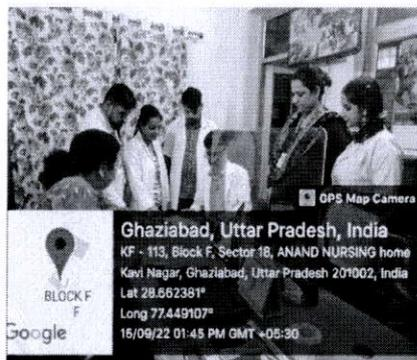 GPS Map Camera
Ghaziabad, Uttar Pradesh, India
KF - 113, Block F, Sector 18, ANAND NURSING home
Kavi Nagar, Ghaziabad, Uttar Pradesh 201002, India
Lat 28.662381°
Long 77.449107°
15/09/22 01:45 PM GMT +05:30
BLOCK F
F
Google